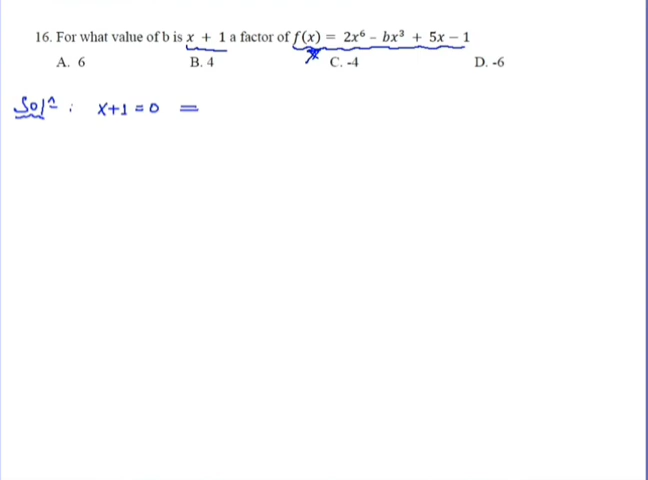 16. For what value of b is x + 1 a factor of f(x) = 2x⁶ – bx³ + 5x – 1
A. 6 B. 4 C. -4 D. -6
Solⁿ : x+1 = 0 =